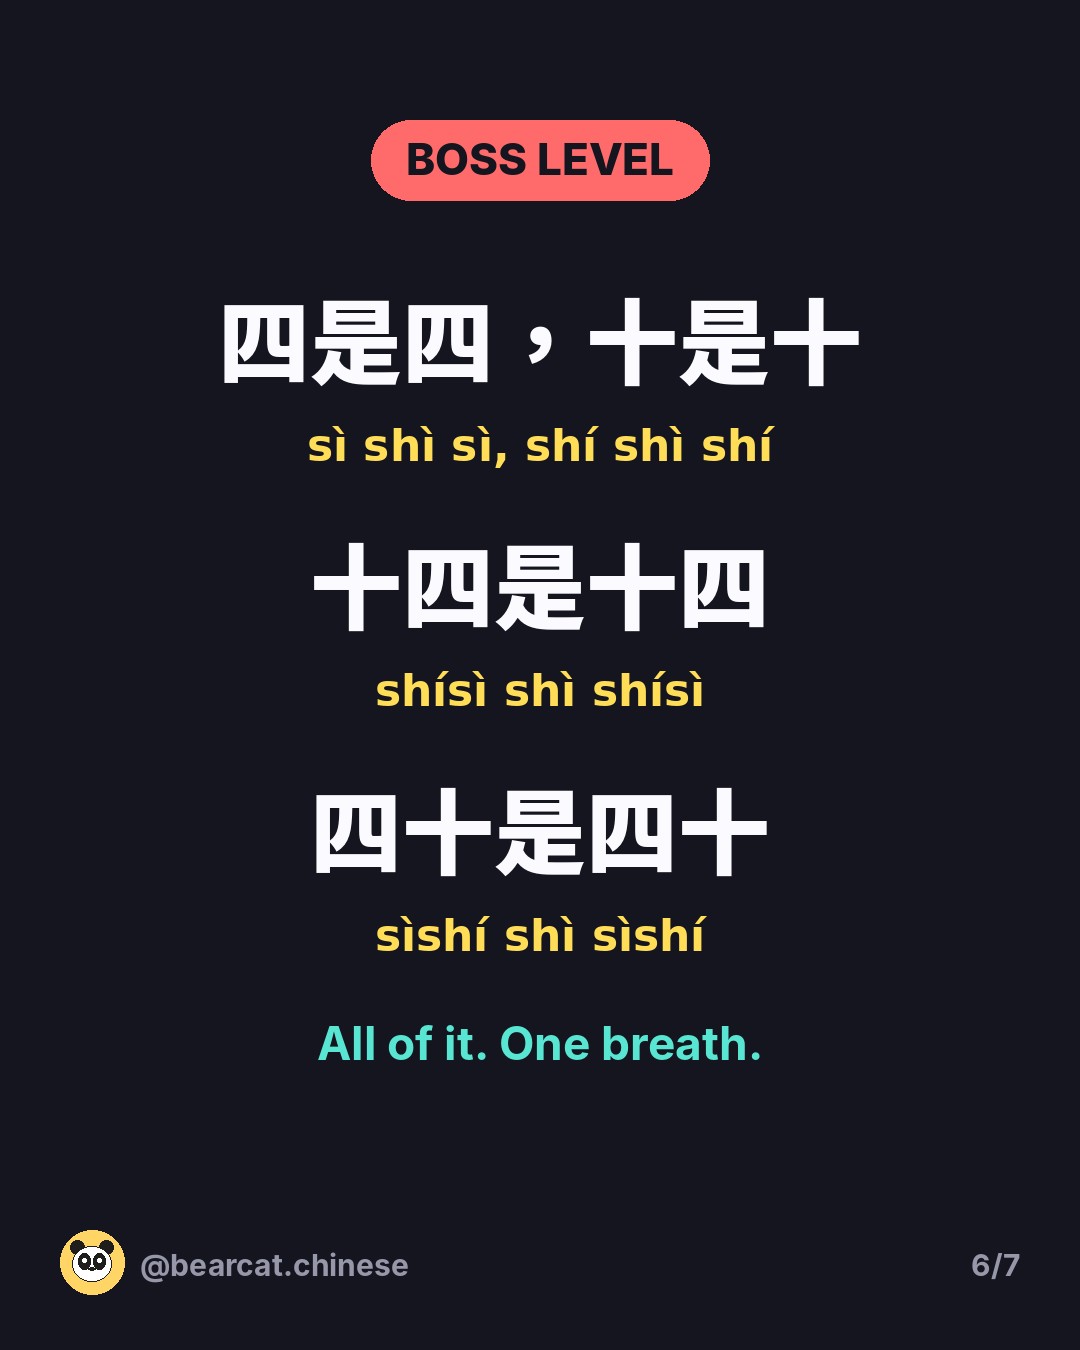 BOSS LEVEL
四是四，十是十
sì shì sì, shí shì shí
十四是十四
shísì shì shísì
四十是四十
sìshí shì sìshí
All of it. One breath.
@bearcat.chinese
6/7